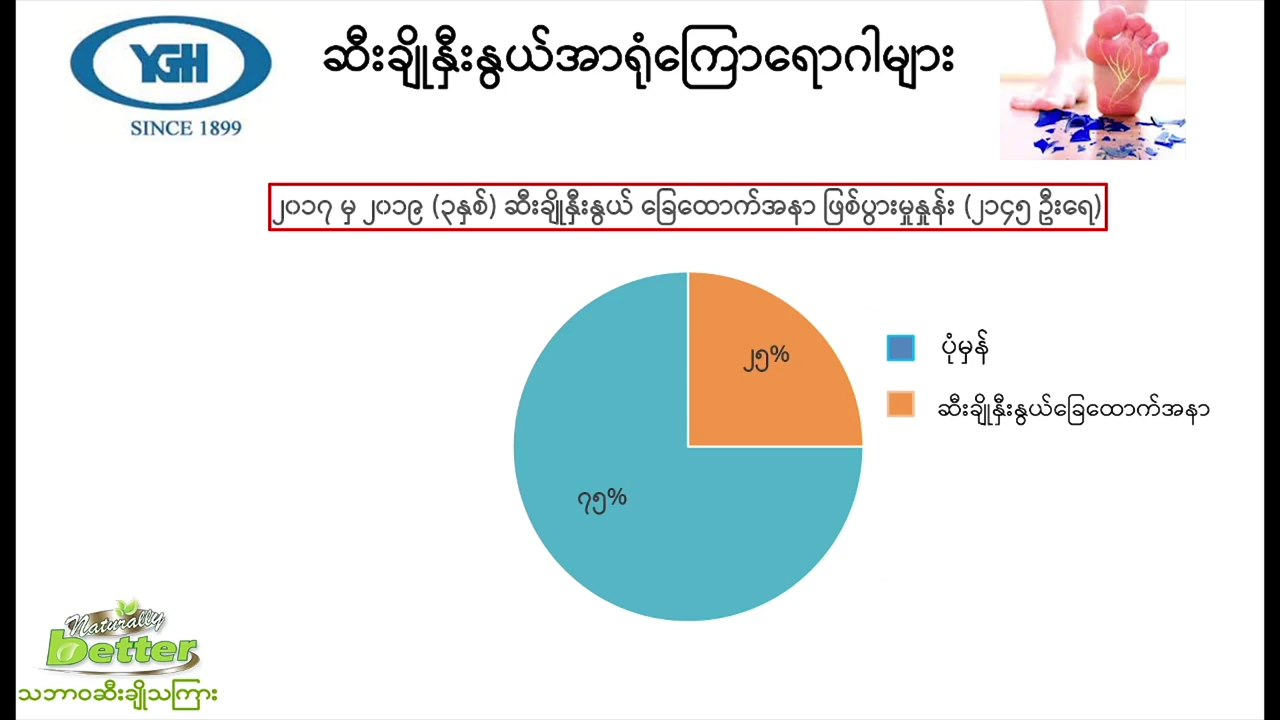 YGH
SINCE 1899
ဆီးချိုနှီးနွယ်အာရုံကြောရောဂါများ
၂၀၁၇ မှ ၂၀၁၉ (၃နှစ်) ဆီးချိုနှီးနွယ် ခြေထောက်အနာ ဖြစ်ပွားမှုနှုန်း (၂၁၄၅ ဦးရေ)
၂၅%
၇၅%
ပုံမှန်
ဆီးချိုနှီးနွယ်ခြေထောက်အနာ
Naturally
better
သဘာဝဆီးချိုသကြား